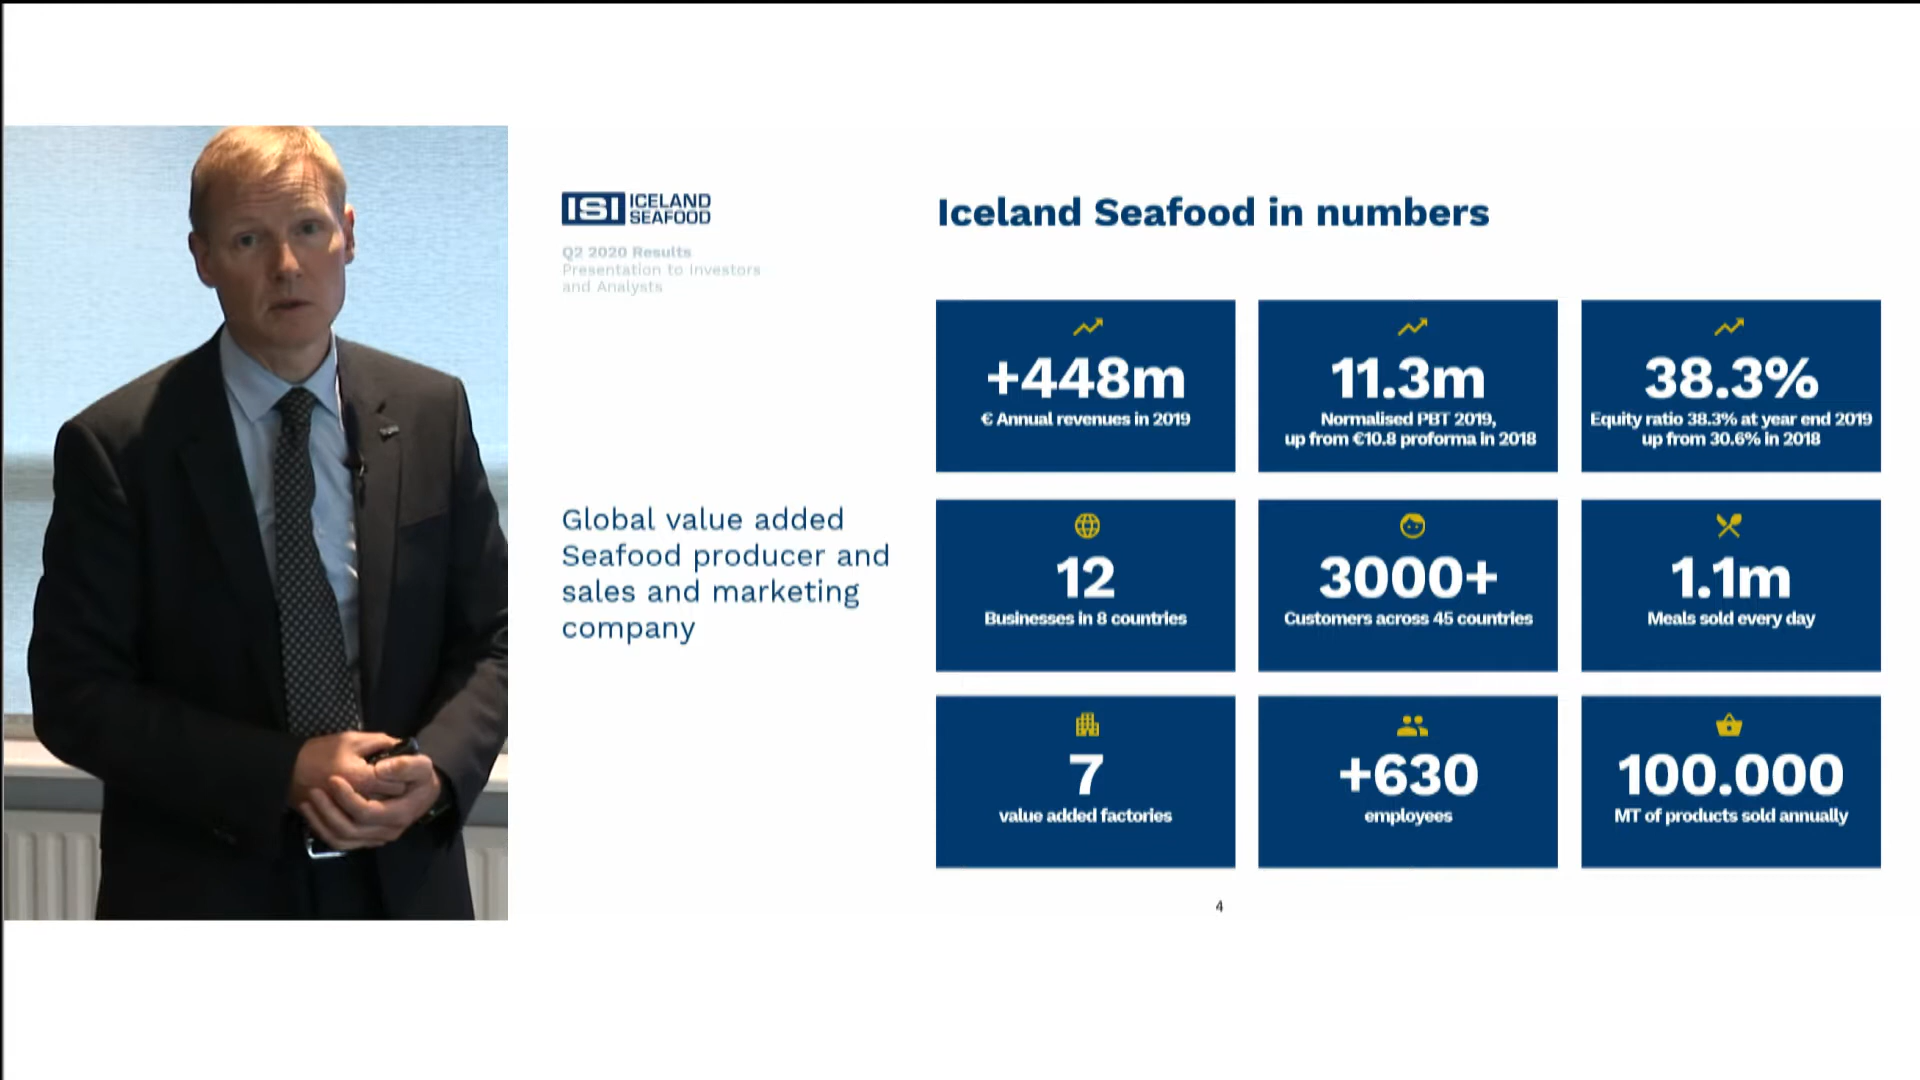 ISI ICELAND
SEAFOOD
Q2 2020 Results
Presentation to Investors
and Analysts
Global value added
Seafood producer and
sales and marketing
company
Iceland Seafood in numbers
+448m
€ Annual revenues in 2019
11.3m
Normalised PBT 2019,
up from €10.8 proforma in 2018
38.3%
Equity ratio 38.3% at year end 2019
up from 30.6% in 2018
12
Businesses in 8 countries
3000+
Customers across 45 countries
1.1m
Meals sold every day
7
value added factories
+630
employees
100.000
MT of products sold annually
4